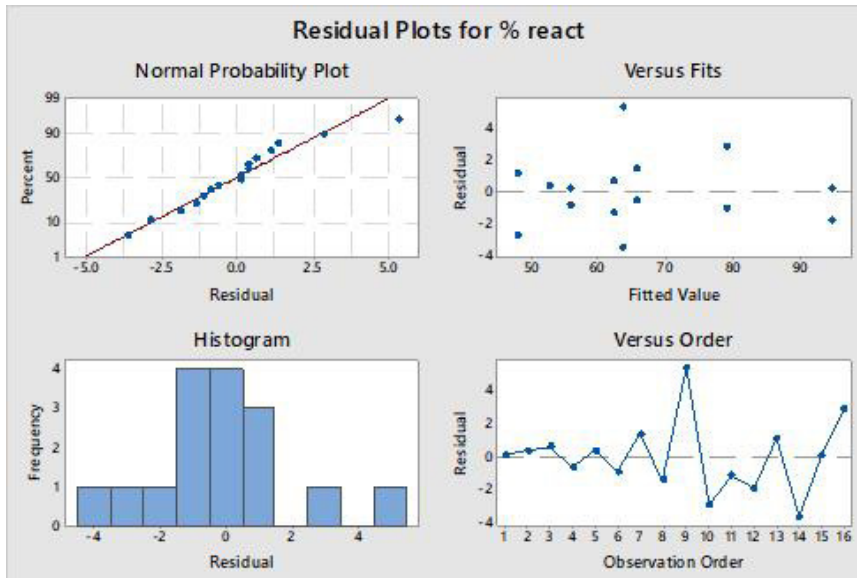 Residual Plots for % react
Normal Probability Plot
99
90
50
10
1
Percent
-5.0 -2.5 0.0 2.5 5.0
Residual
Versus Fits
4
2
0
-2
-4
Residual
50 60 70 80 90
Fitted Value
Histogram
4
3
2
1
0
Frequency
-4 -2 0 2 4
Residual
Versus Order
4
2
0
-2
-4
Residual
1 2 3 4 5 6 7 8 9 10 11 12 13 14 15 16
Observation Order